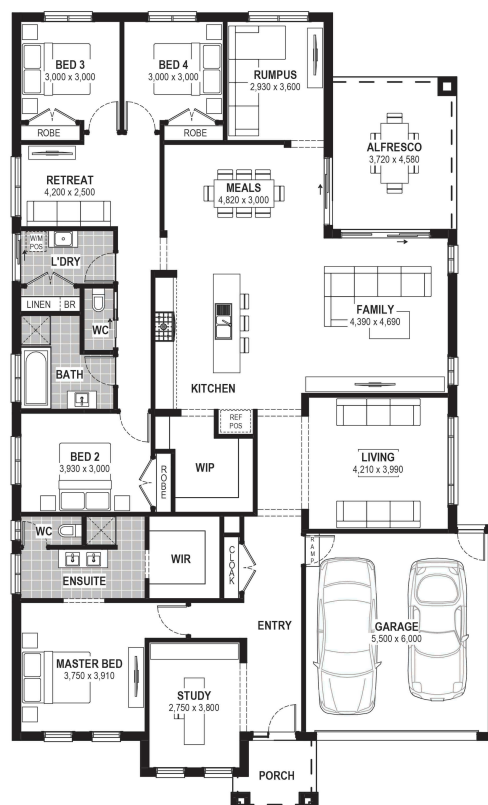 BED 3
3,000 x 3,000
BED 4
3,000 x 3,000
RUMPUS
2,930 x 3,600
ROBE
ROBE
ALFRESCO
3,720 x 4,580
RETREAT
4,200 x 2,500
MEALS
4,820 x 3,000
W/M
POS
L'DRY
LINEN
BR
WC
FAMILY
4,390 x 4,690
BATH
KITCHEN
REF
POS
BED 2
3,930 x 3,000
ROBE
WIP
LIVING
4,210 x 3,990
WC
ENSUITE
WIR
CLOAK
RAMP
ENTRY
GARAGE
5,500 x 6,000
MASTER BED
3,750 x 3,910
STUDY
2,750 x 3,800
PORCH